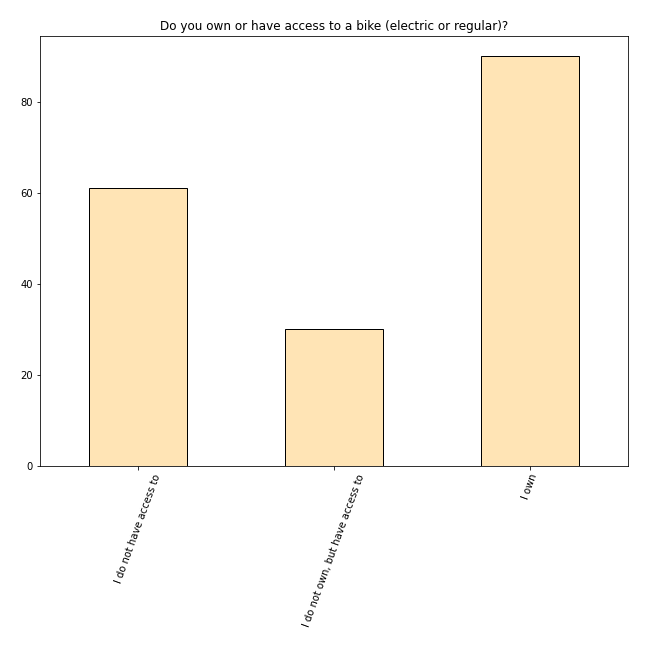 Do you own or have access to a bike (electric or regular)?
80
60
40
20
0
I do not have access to
I do not own, but have access to
I own